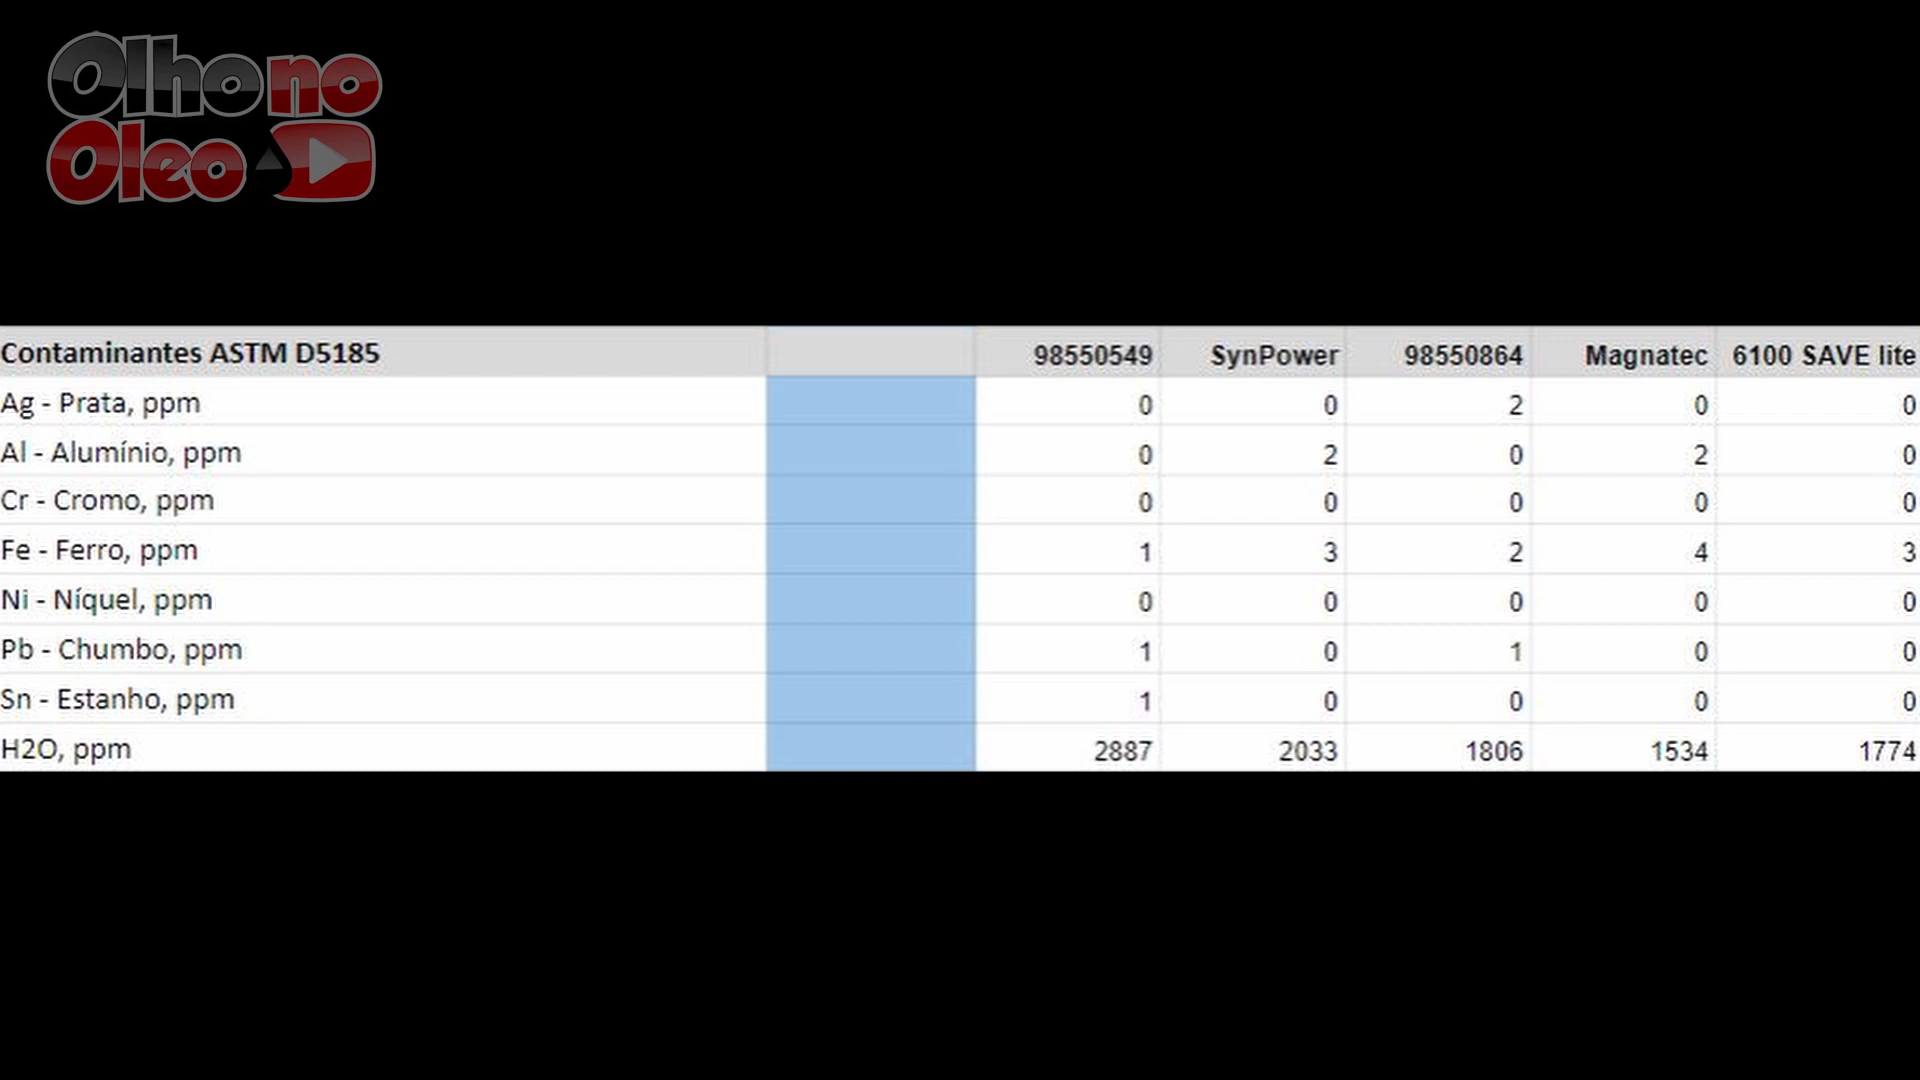 Olho no
Oleo
Contaminantes ASTM D5185 98550549 SynPower 98550864 Magnatec 6100 SAVE lite
Ag - Prata, ppm 0 0 2 0 0
Al - Alumínio, ppm 0 2 0 2 0
Cr - Cromo, ppm 0 0 0 0 0
Fe - Ferro, ppm 1 3 2 4 3
Ni - Níquel, ppm 0 0 0 0 0
Pb - Chumbo, ppm 1 0 1 0 0
Sn - Estanho, ppm 1 0 0 0 0
H2O, ppm 2887 2033 1806 1534 1774